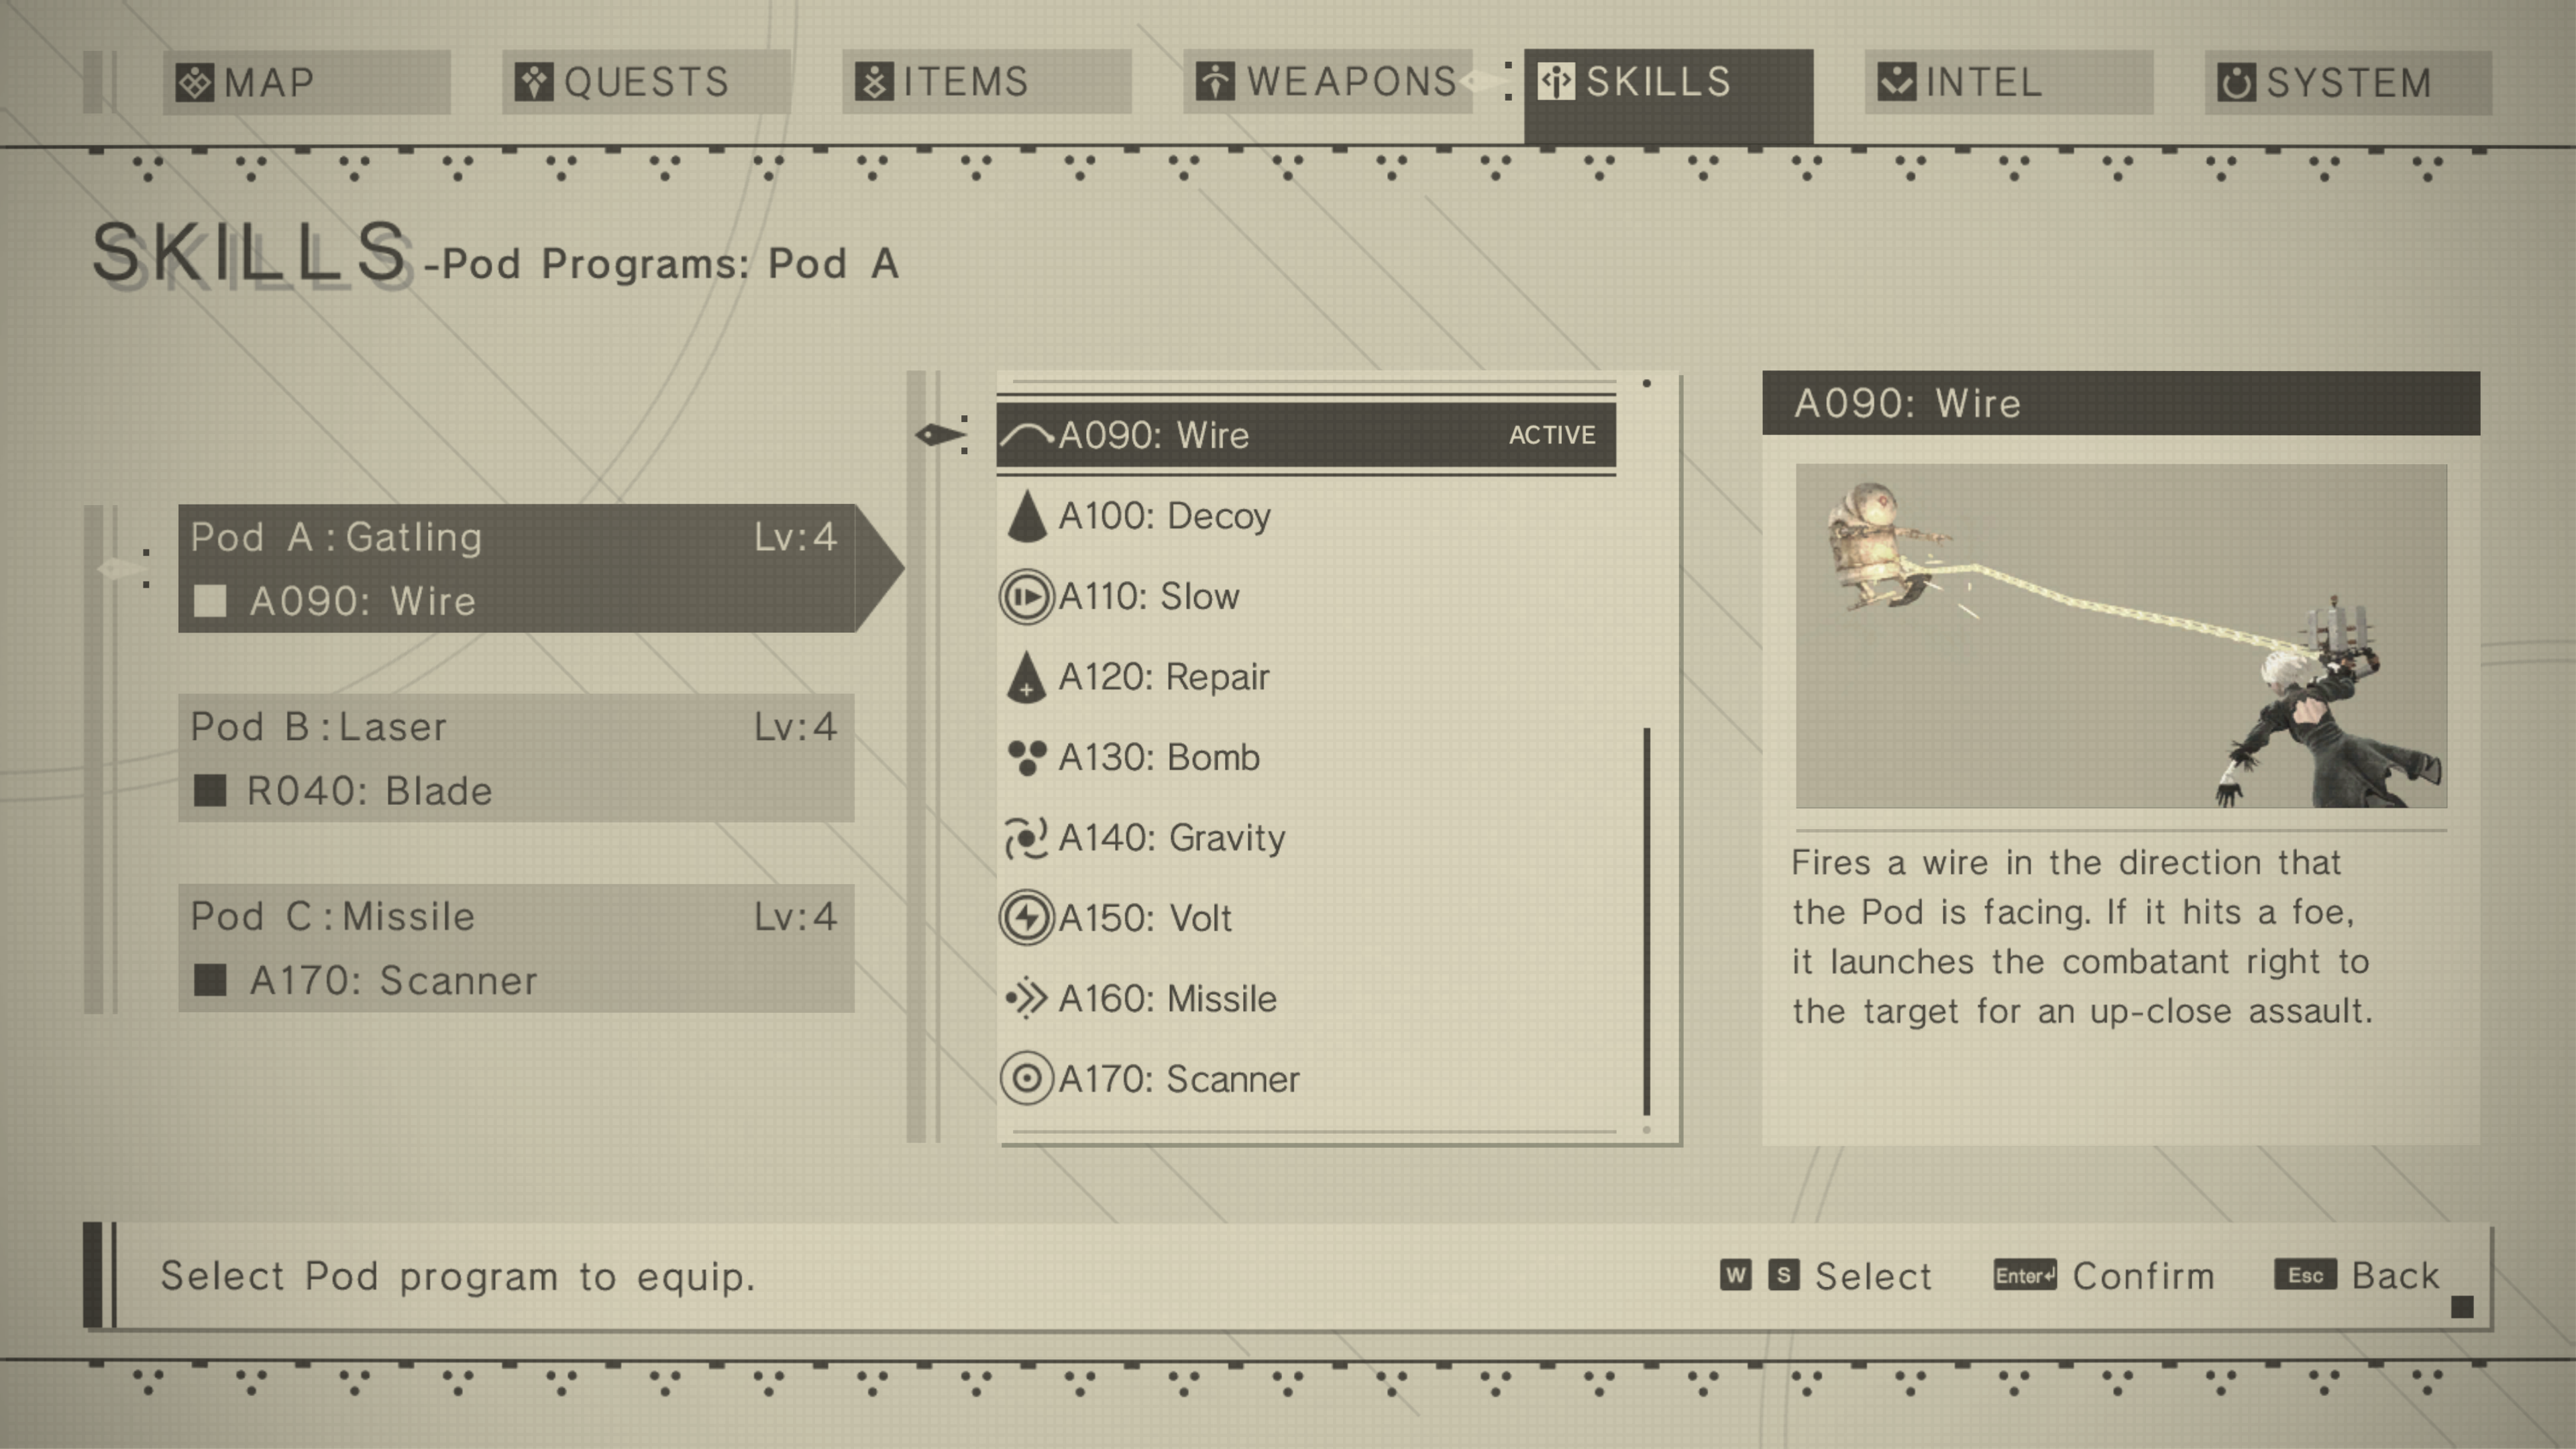 MAP
QUESTS
ITEMS
WEAPONS
SKILLS
INTEL
SYSTEM
SKILLS -Pod Programs: Pod A
Pod A : Gatling Lv:4
A090: Wire
Pod B : Laser Lv:4
R040: Blade
Pod C : Missile Lv:4
A170: Scanner
A090: Wire ACTIVE
A100: Decoy
A110: Slow
A120: Repair
A130: Bomb
A140: Gravity
A150: Volt
A160: Missile
A170: Scanner
A090: Wire
Fires a wire in the direction that
the Pod is facing. If it hits a foe,
it launches the combatant right to
the target for an up-close assault.
Select Pod program to equip.
W S Select Enter↲ Confirm Esc Back